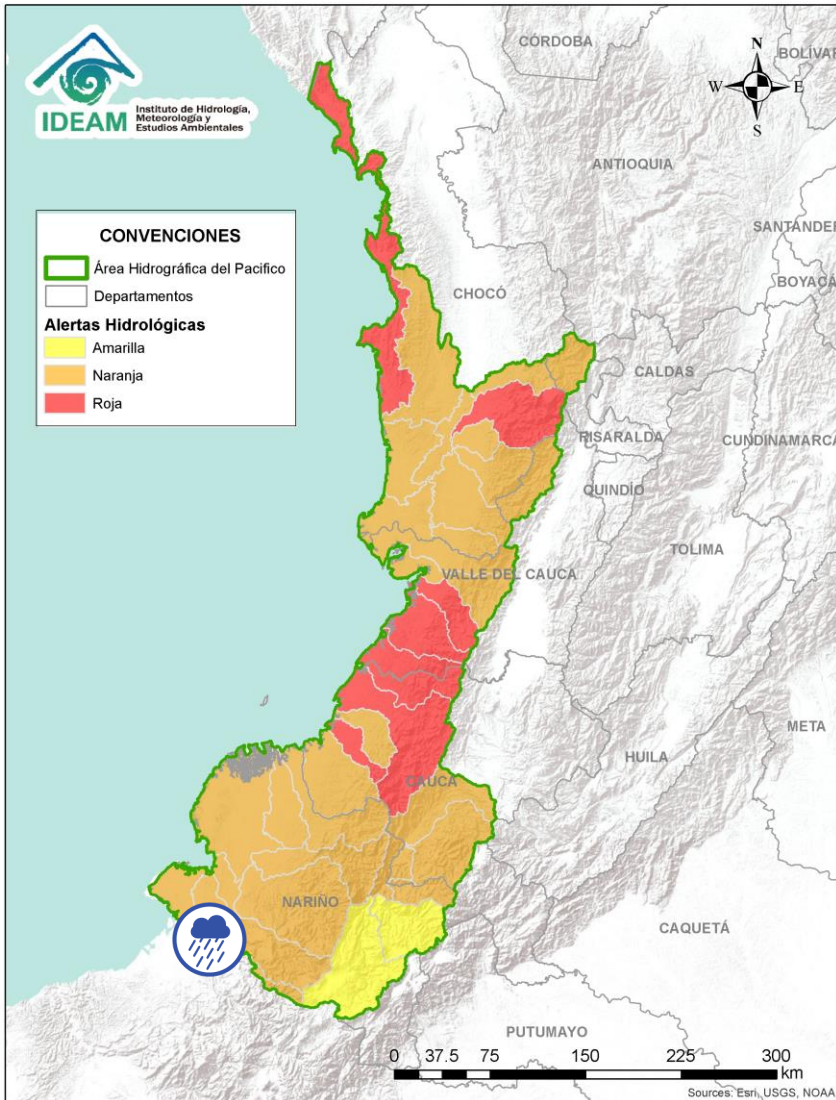 IDEAM
Instituto de Hidrología,
Meteorología y
Estudios Ambientales
CÓRDOBA
BOLÍVAR
N
W
E
S
ANTIOQUIA
CONVENCIONES
Área Hidrográfica del Pacifico
Departamentos
Alertas Hidrológicas
Amarilla
Naranja
Roja
SANTANDER
BOYACÁ
CHOCÓ
CALDAS
RISARALDA
CUNDINAMARCA
QUINDÍO
TOLIMA
VALLE DEL CAUCA
META
HUILA
CAUCA
NARIÑO
CAQUETÁ
PUTUMAYO
0 37.5 75 150 225 300
km
Sources: Esri, USGS, NOAA